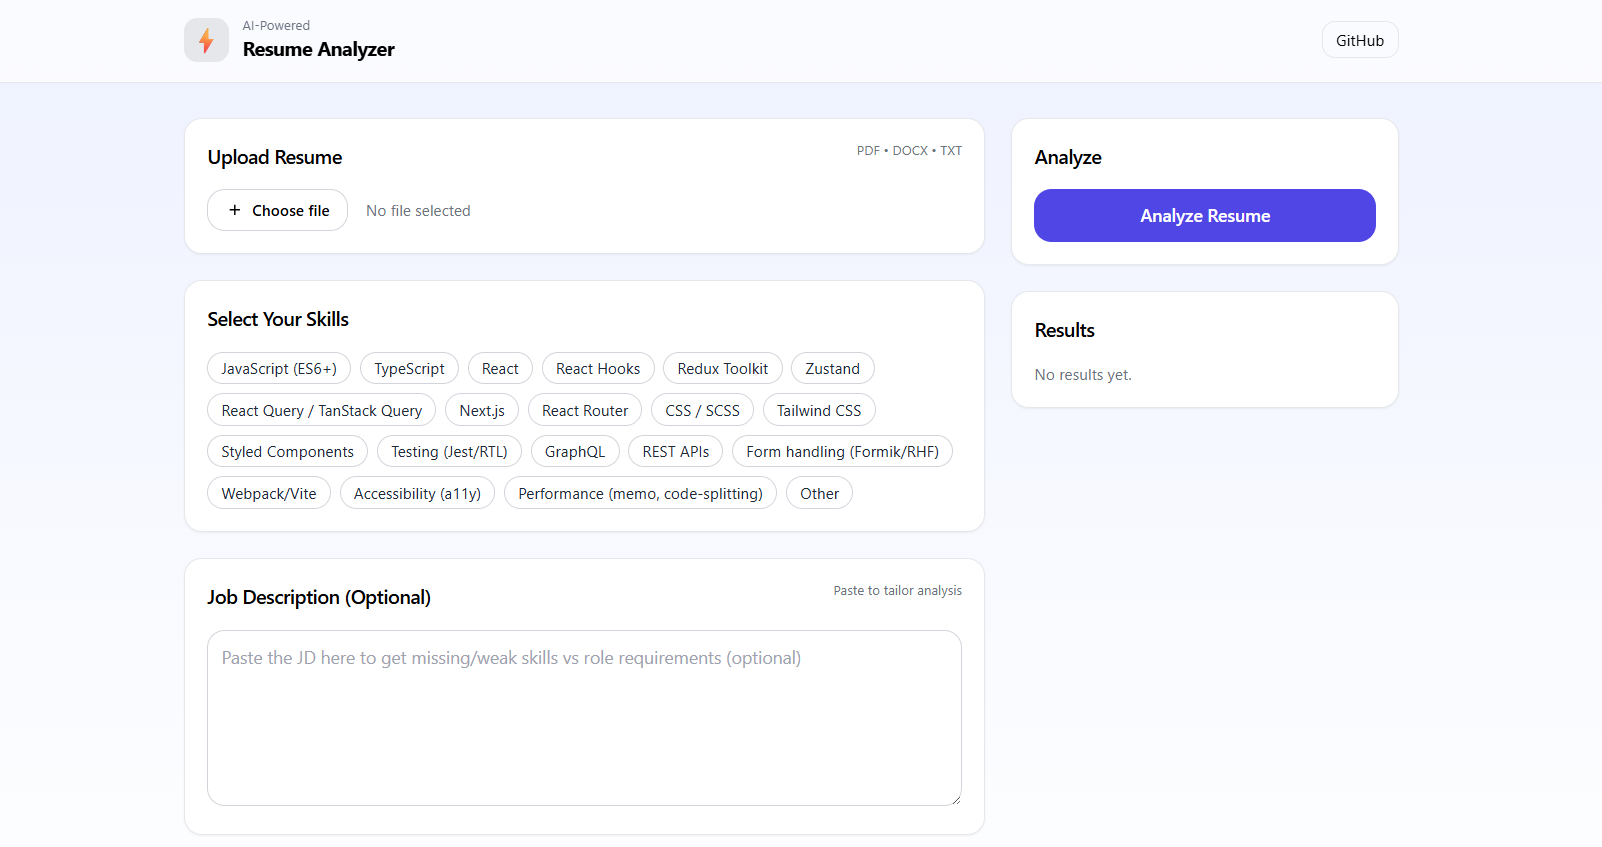 AI-Powered
Resume Analyzer
GitHub
Upload Resume
PDF • DOCX • TXT
+ Choose file No file selected
Select Your Skills
JavaScript (ES6+) TypeScript React React Hooks Redux Toolkit Zustand
React Query / TanStack Query Next.js React Router CSS / SCSS Tailwind CSS
Styled Components Testing (Jest/RTL) GraphQL REST APIs Form handling (Formik/RHF)
Webpack/Vite Accessibility (a11y) Performance (memo, code-splitting) Other
Job Description (Optional)
Paste to tailor analysis
Paste the JD here to get missing/weak skills vs role requirements (optional)
Analyze
Analyze Resume
Results
No results yet.